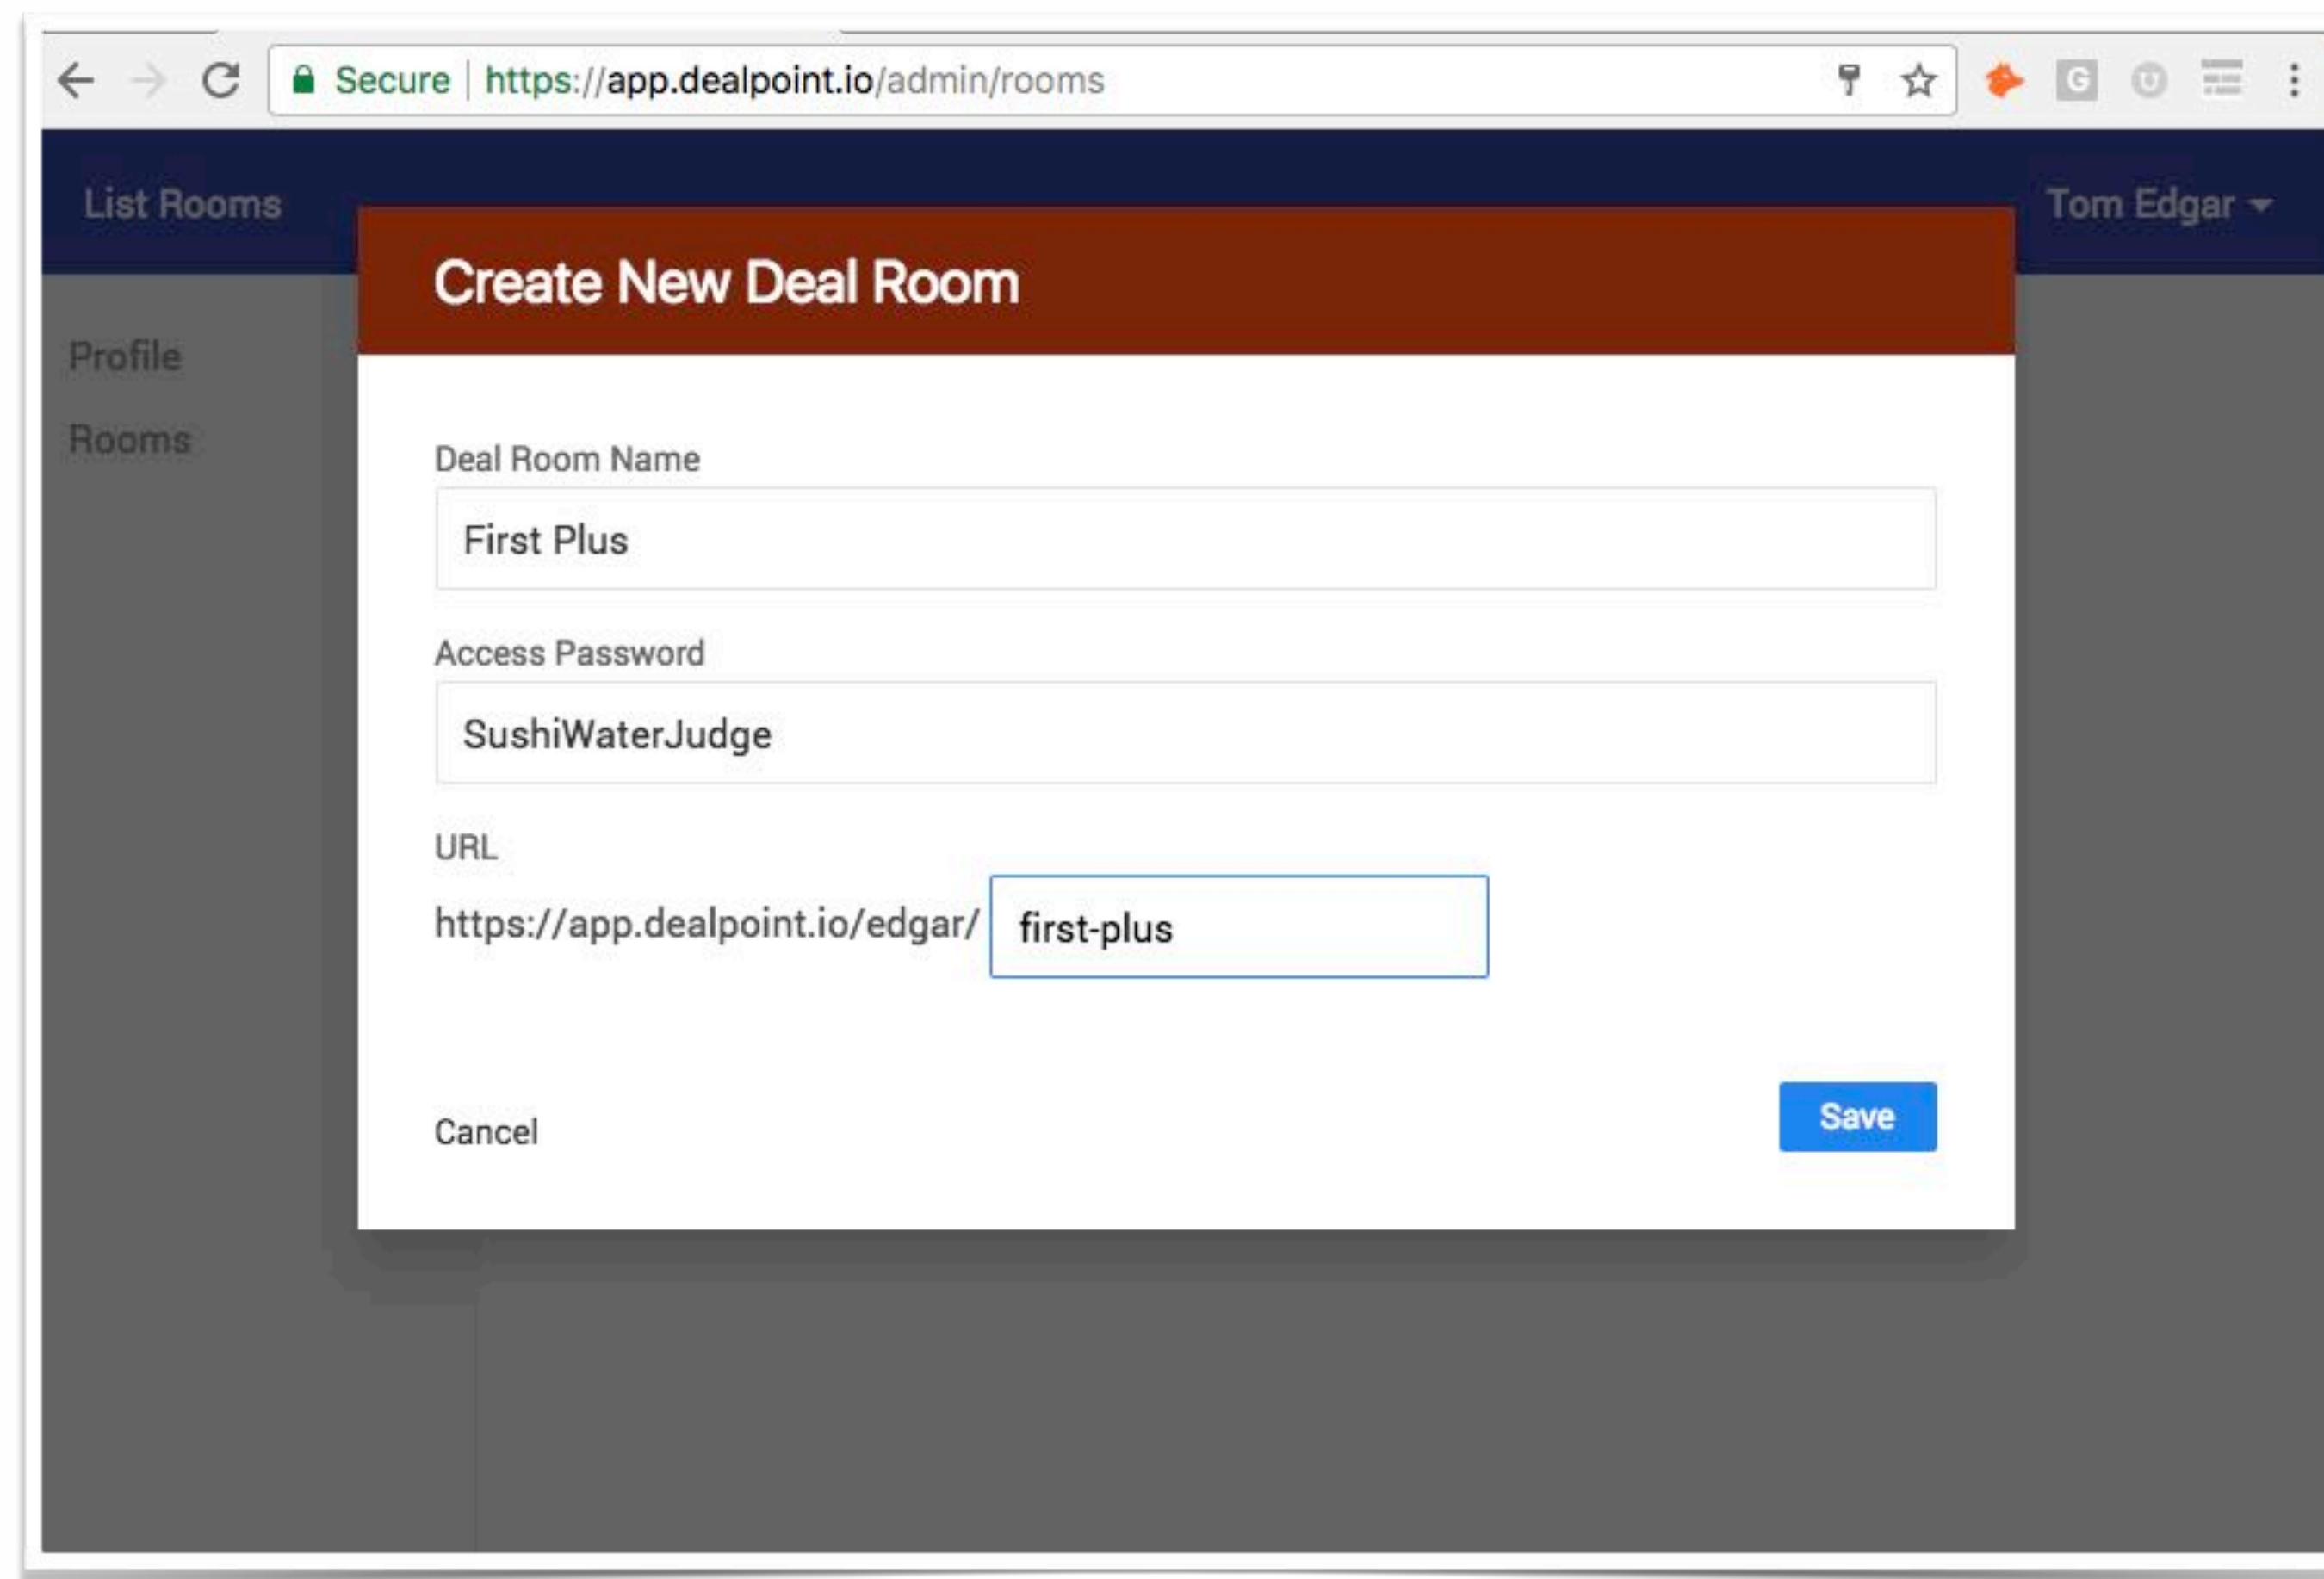 Secure https://app.dealpoint.io/admin/rooms
G
List Rooms
Tom Edgar
Create New Deal Room
Profile
Rooms
Deal Room Name
First Plus
Access Password
SushiWaterJudge
URL
https://app.dealpoint.io/edgar/ first-plus
Cancel
Save